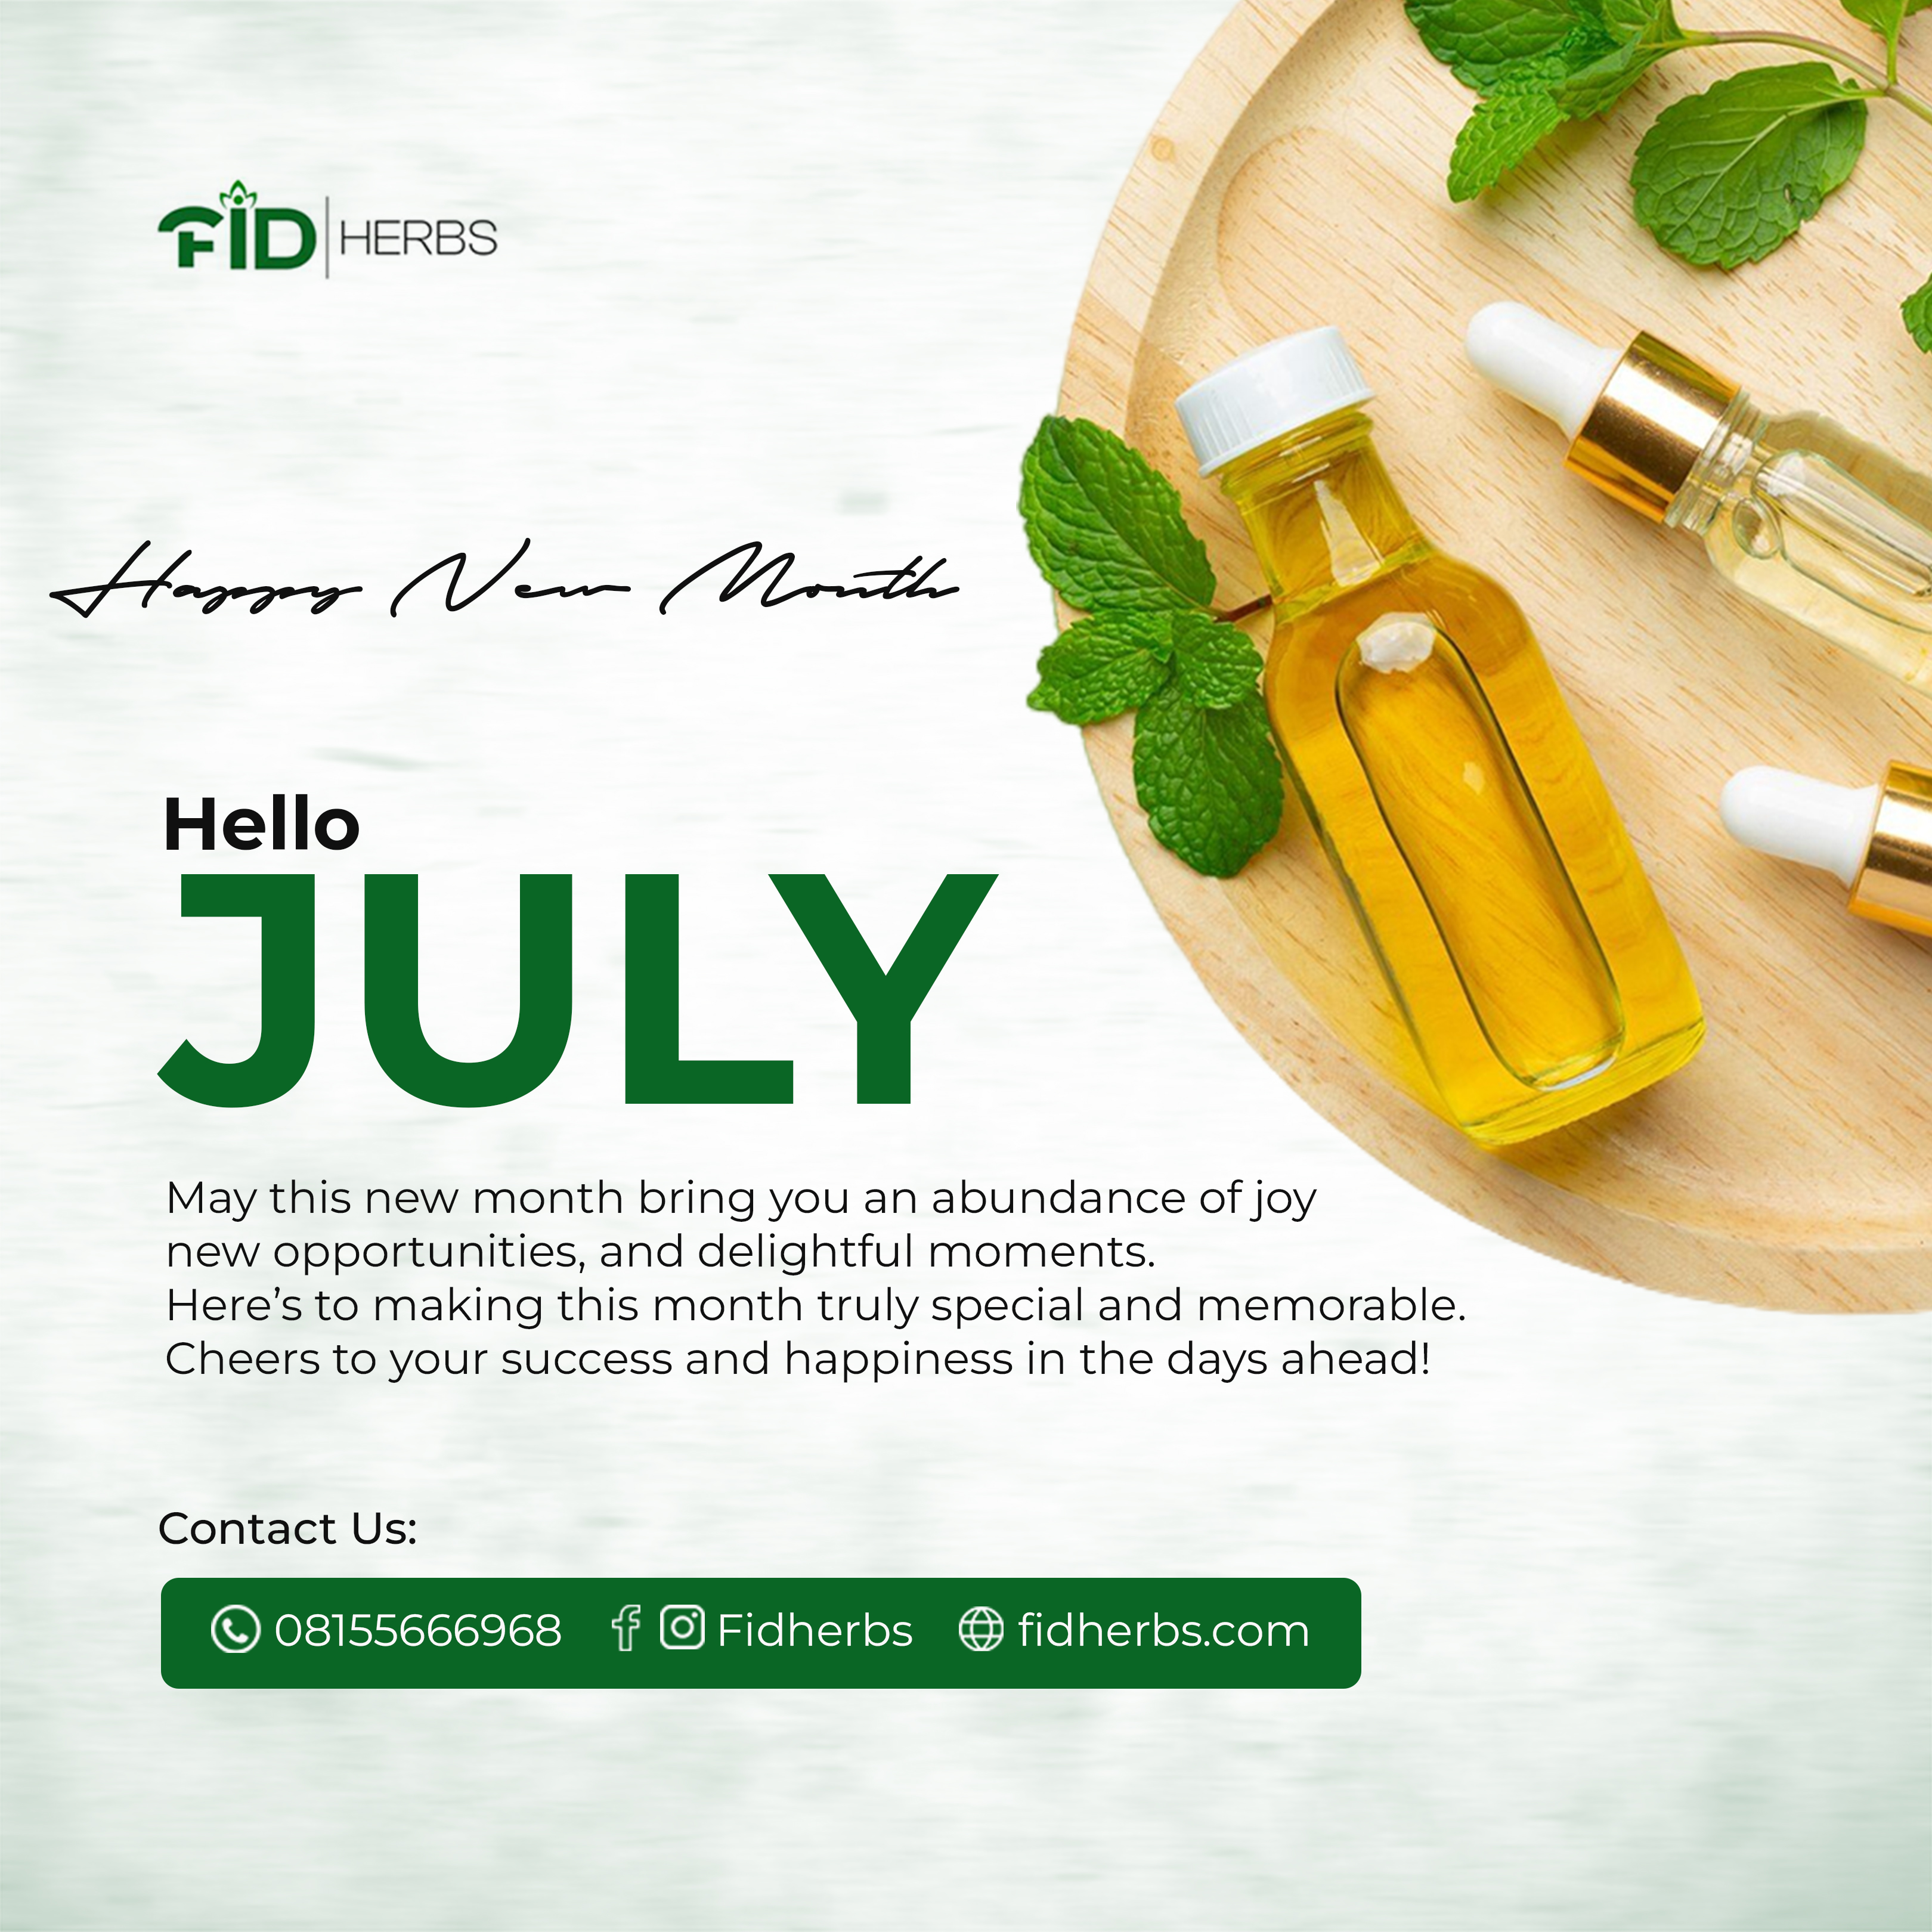 FID HERBS
Happy New Month
Hello
JULY
May this new month bring you an abundance of joy
new opportunities, and delightful moments.
Here’s to making this month truly special and memorable.
Cheers to your success and happiness in the days ahead!
Contact Us:
08155666968 Fidherbs fidherbs.com